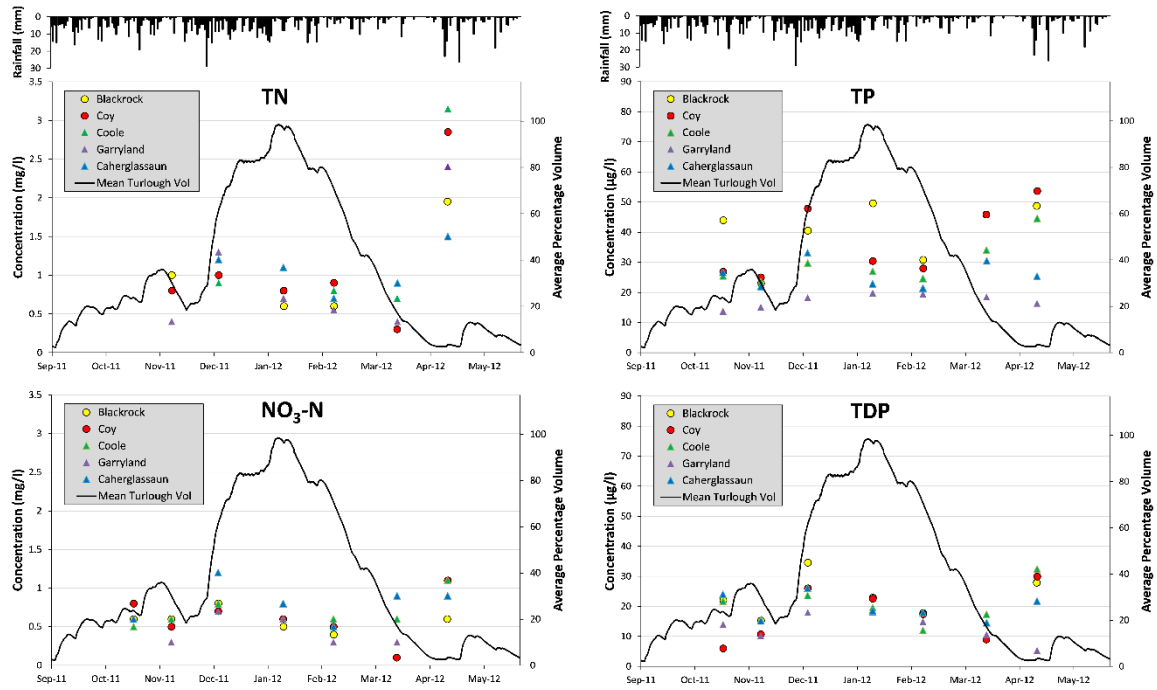 Rainfall (mm)
0
10
20
30
TN
Concentration (mg/l)
3.5
3
2.5
2
1.5
1
0.5
0
Blackrock
Coy
Coole
Garryland
Caherglassaun
Mean Turlough Vol
100
80
60
40
20
0
Average Percentage Volume
Sep-11 Oct-11 Nov-11 Dec-11 Jan-12 Feb-12 Mar-12 Apr-12 May-12
Rainfall (mm)
0
10
20
30
TP
Concentration (µg/l)
90
80
70
60
50
40
30
20
10
0
Blackrock
Coy
Coole
Garryland
Caherglassaun
Mean Turlough Vol
100
80
60
40
20
0
Average Percentage Volume
Sep-11 Oct-11 Nov-11 Dec-11 Jan-12 Feb-12 Mar-12 Apr-12 May-12
NO3-N
Concentration (mg/l)
3.5
3
2.5
2
1.5
1
0.5
0
Blackrock
Coy
Coole
Garryland
Caherglassaun
Mean Turlough Vol
100
80
60
40
20
0
Average Percentage Volume
Sep-11 Oct-11 Nov-11 Dec-11 Jan-12 Feb-12 Mar-12 Apr-12 May-12
TDP
Concentration (µg/l)
90
80
70
60
50
40
30
20
10
0
Blackrock
Coy
Coole
Garryland
Caherglassaun
Mean Turlough Vol
100
80
60
40
20
0
Average Percentage Volume
Sep-11 Oct-11 Nov-11 Dec-11 Jan-12 Feb-12 Mar-12 Apr-12 May-12